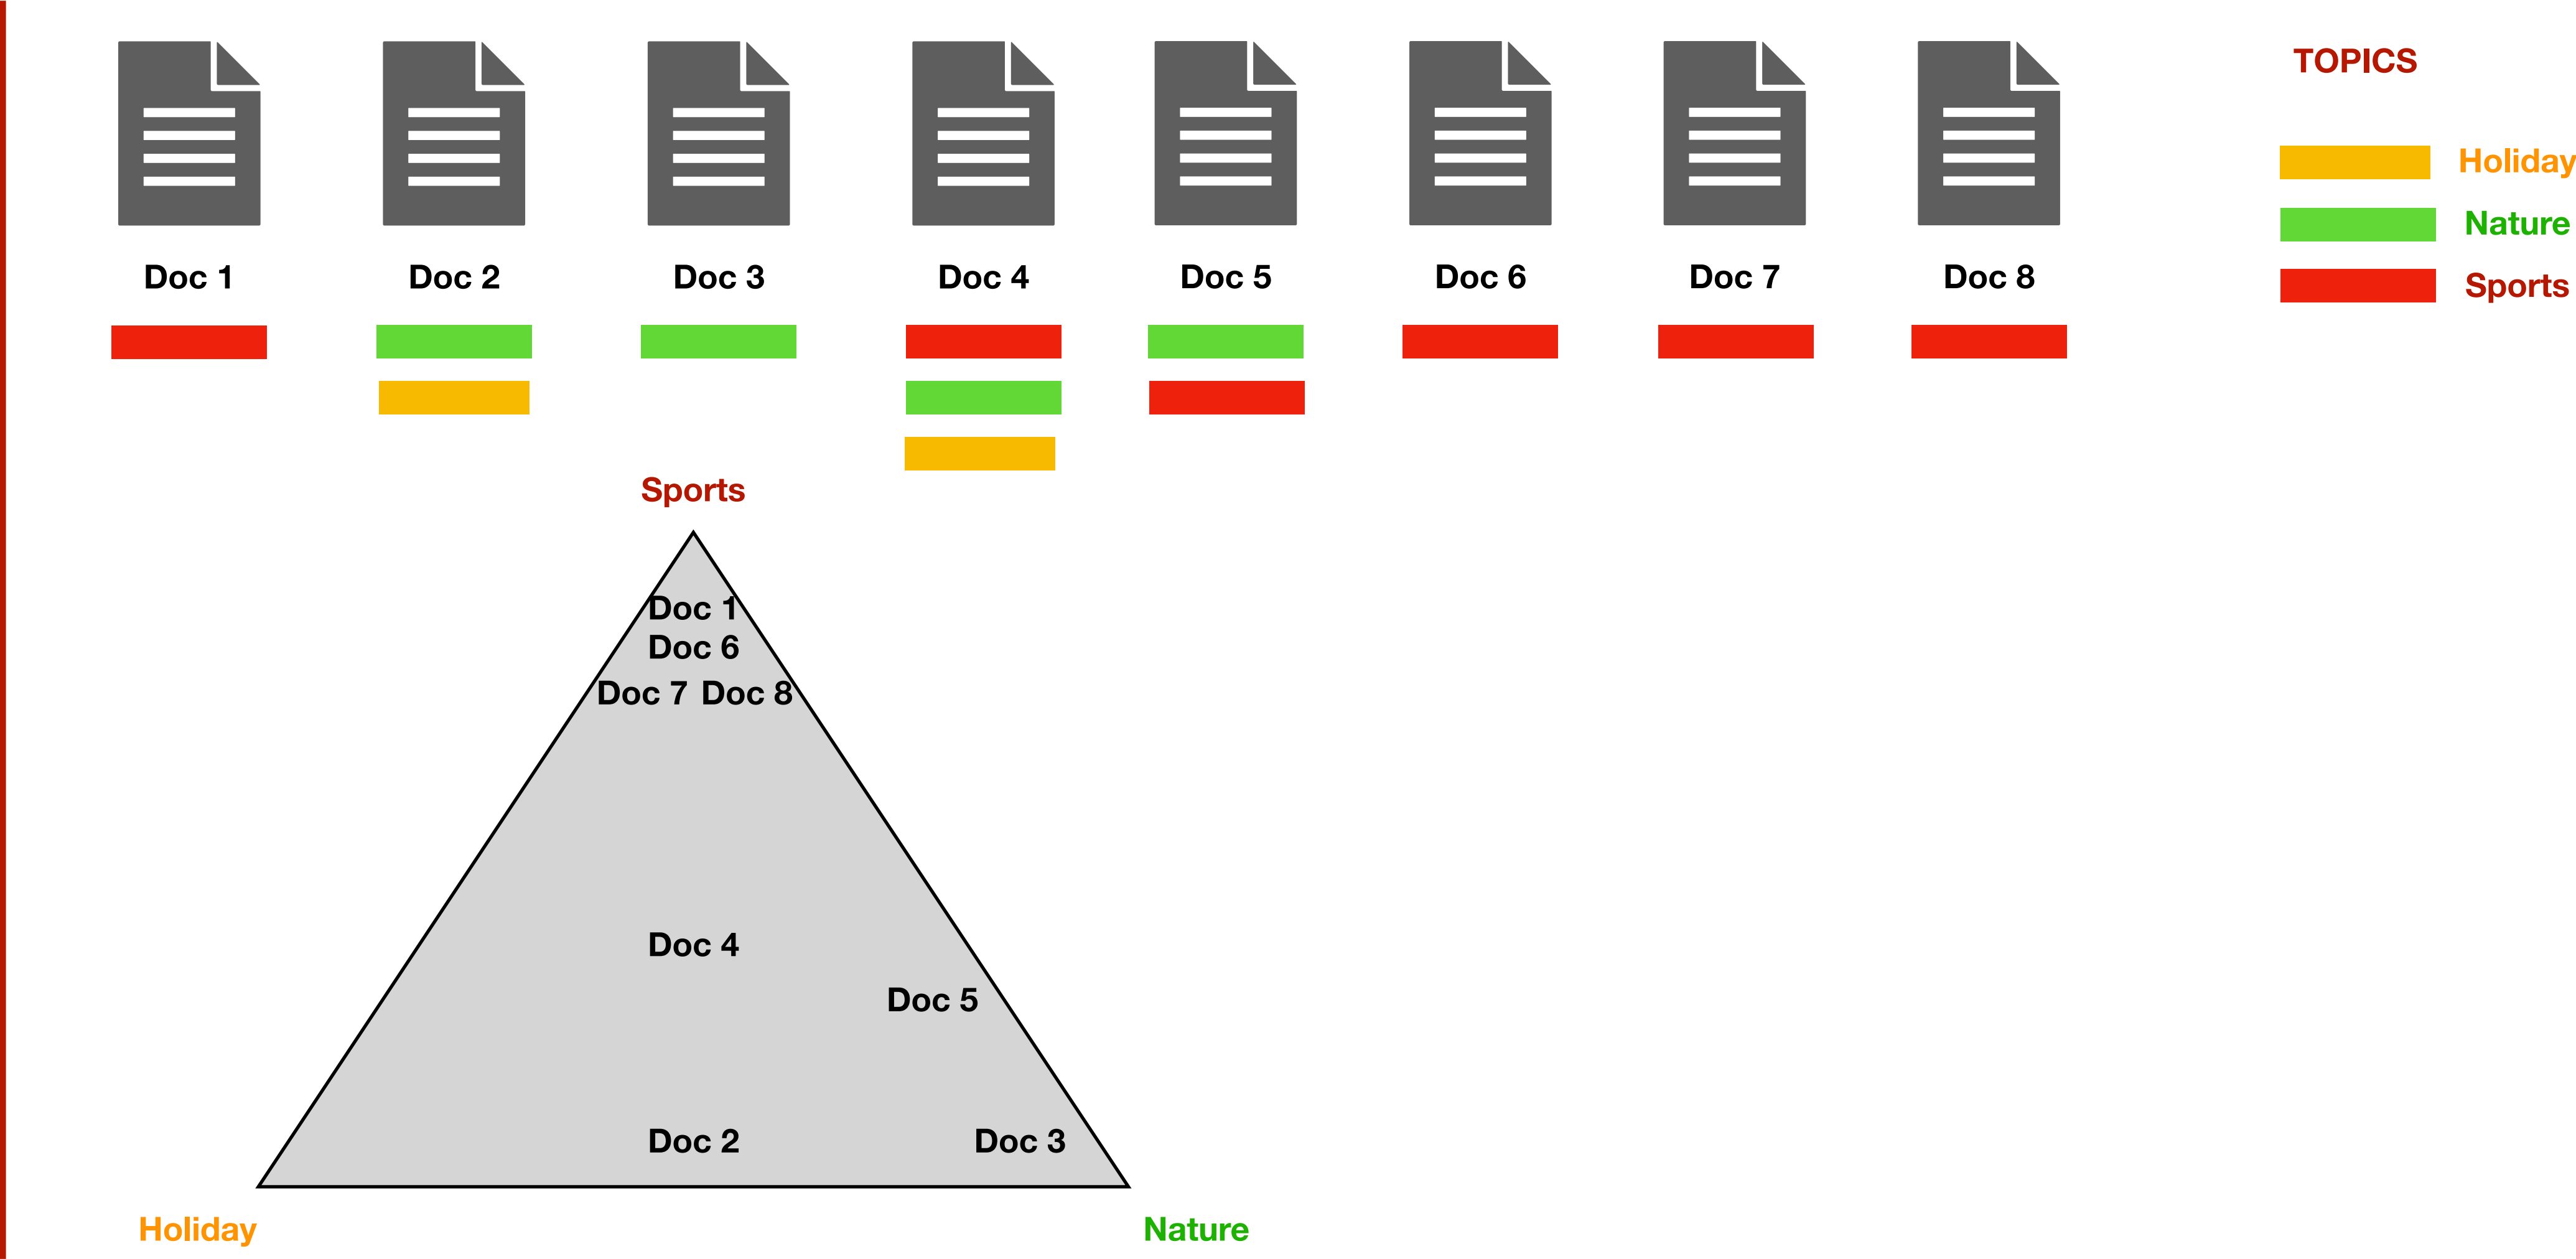 TOPICS
Holiday
Nature
Sports
Doc 1 Doc 2 Doc 3 Doc 4 Doc 5 Doc 6 Doc 7 Doc 8
Sports
Doc 1
Doc 6
Doc 7 Doc 8
Doc 4
Doc 5
Doc 2 Doc 3
Holiday Nature